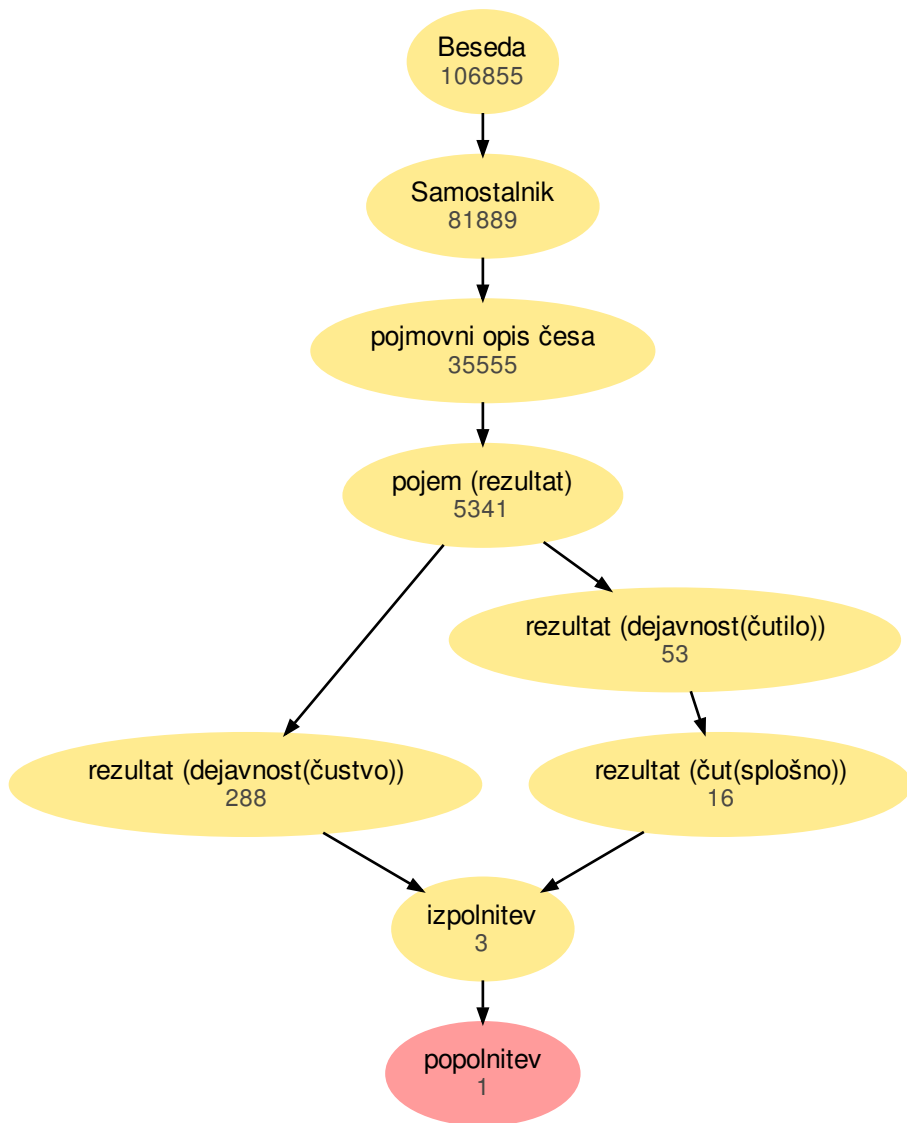 Beseda
106855
Samostalnik
81889
pojmovni opis česa
35555
pojem (rezultat)
5341
rezultat (dejavnost(čutilo))
53
rezultat (dejavnost(čustvo))
288
rezultat (čut(splošno))
16
izpolnitev
3
popolnitev
1